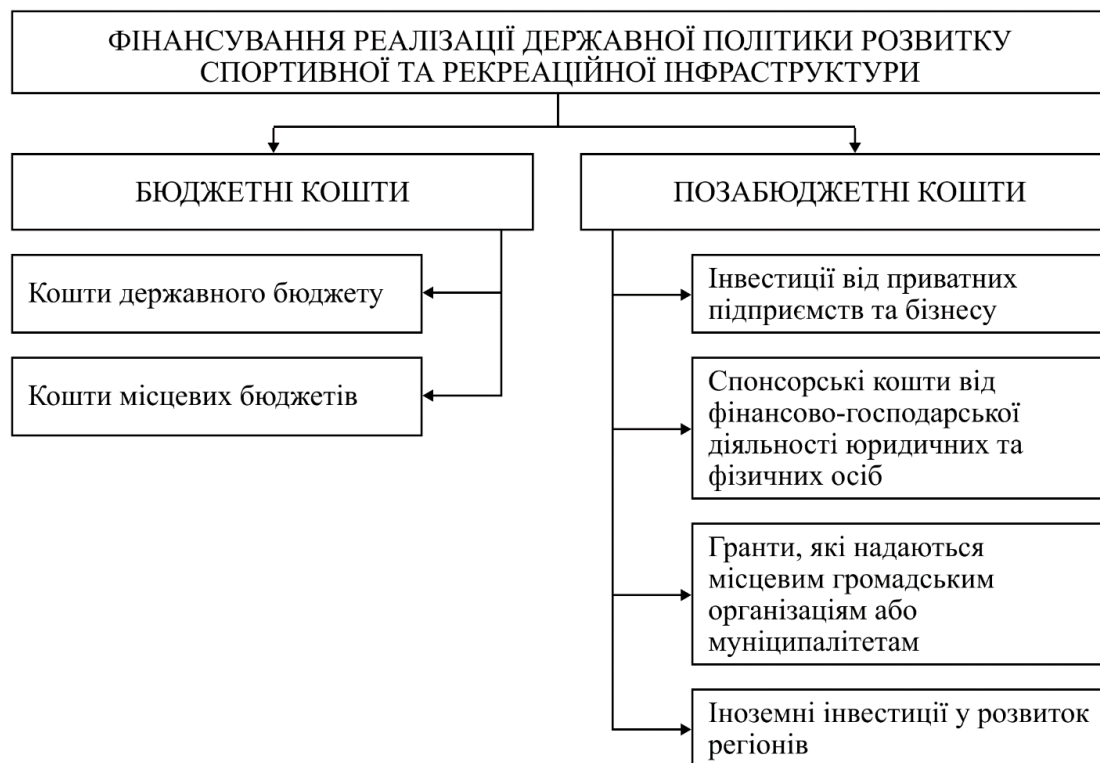 ФІНАНСУВАННЯ РЕАЛІЗАЦІЇ ДЕРЖАВНОЇ ПОЛІТИКИ РОЗВИТКУ
СПОРТИВНОЇ ТА РЕКРЕАЦІЙНОЇ ІНФРАСТРУКТУРИ
БЮДЖЕТНІ КОШТИ
Кошти державного бюджету
Кошти місцевих бюджетів
ПОЗАБЮДЖЕТНІ КОШТИ
Інвестиції від приватних
підприємств та бізнесу
Спонсорські кошти від
фінансово-господарської
діяльності юридичних та
фізичних осіб
Гранти, які надаються
місцевим громадським
організаціям або
муніципалітетам
Іноземні інвестиції у розвиток
регіонів